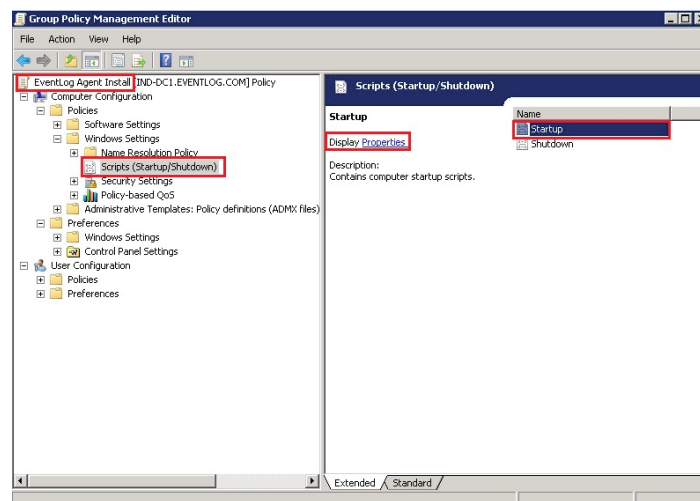 Group Policy Management Editor
File Action View Help
EventLog Agent Install [IND-DC1.EVENTLOG.COM] Policy
Computer Configuration
Policies
Software Settings
Windows Settings
Name Resolution Policy
Scripts (Startup/Shutdown)
Security Settings
Policy-based QoS
Administrative Templates: Policy definitions (ADMX files)
Preferences
Windows Settings
Control Panel Settings
User Configuration
Policies
Preferences
Scripts (Startup/Shutdown)
Startup
Display Properties
Description:
Contains computer startup scripts.
Name
Startup
Shutdown
Extended Standard